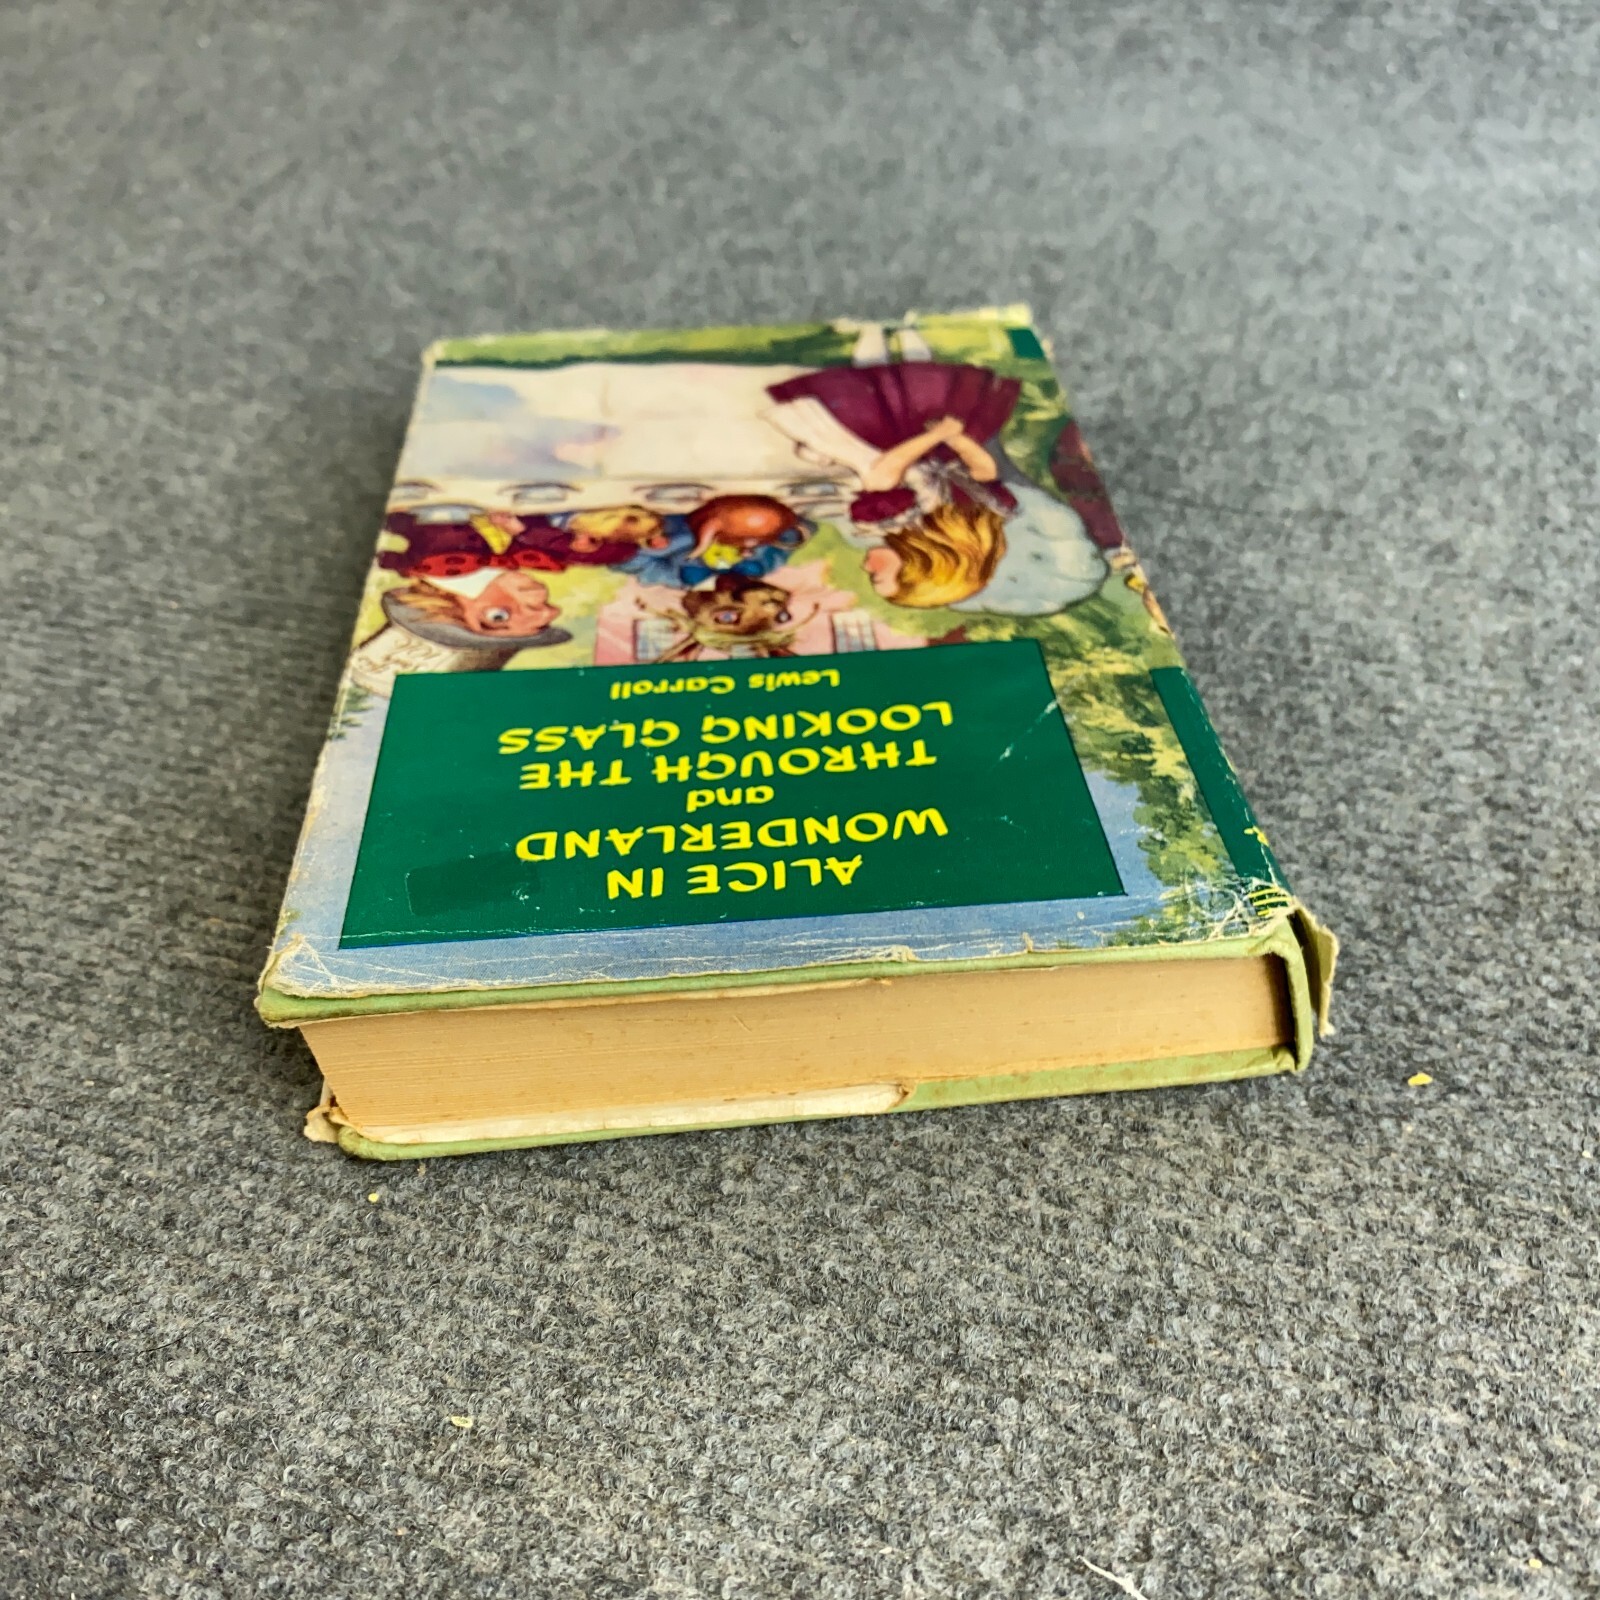 ALICE IN
WONDERLAND
and
THROUGH THE
LOOKING GLASS
Lewis Carroll